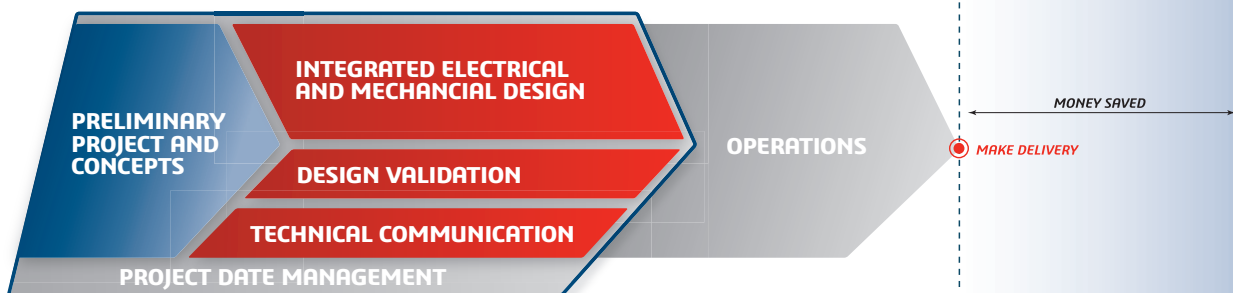 PRELIMINARY
PROJECT AND
CONCEPTS
INTEGRATED ELECTRICAL
AND MECHANCIAL DESIGN
DESIGN VALIDATION
TECHNICAL COMMUNICATION
PROJECT DATE MANAGEMENT
OPERATIONS
MONEY SAVED
MAKE DELIVERY